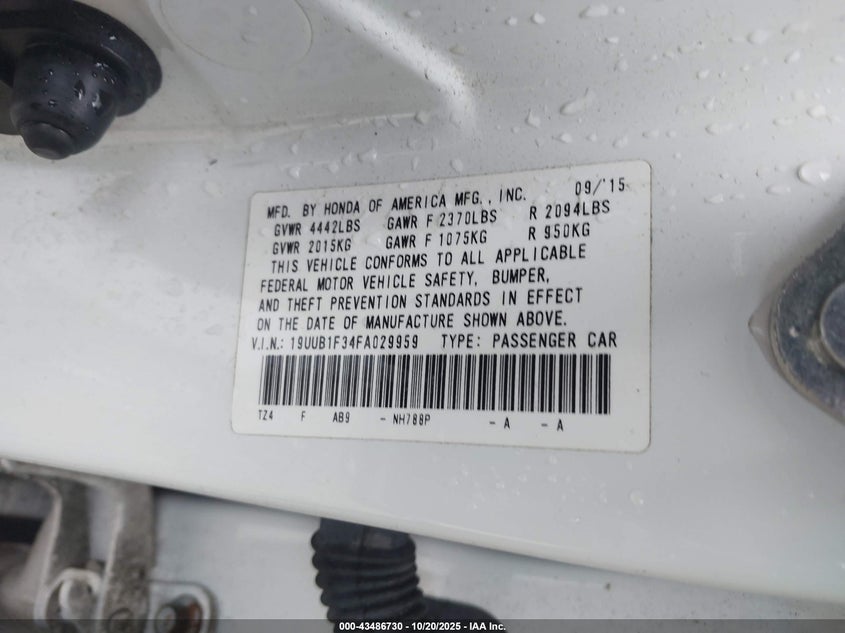 MFD. BY HONDA OF AMERICA MFG., INC. 09/'15
GVWR 4442LBS GAWR F 2370LBS R 2094LBS
GVWR 2015KG GAWR F 1075KG R 950KG
THIS VEHICLE CONFORMS TO ALL APPLICABLE
FEDERAL MOTOR VEHICLE SAFETY, BUMPER,
AND THEFT PREVENTION STANDARDS IN EFFECT
ON THE DATE OF MANUFACTURE SHOWN ABOVE.
V.I.N.: 19UUB1F34FA029959 TYPE: PASSENGER CAR
TZ4 F AB9 - NH788P - A - A
000-43486730 - 10/20/2025 - IAA Inc.